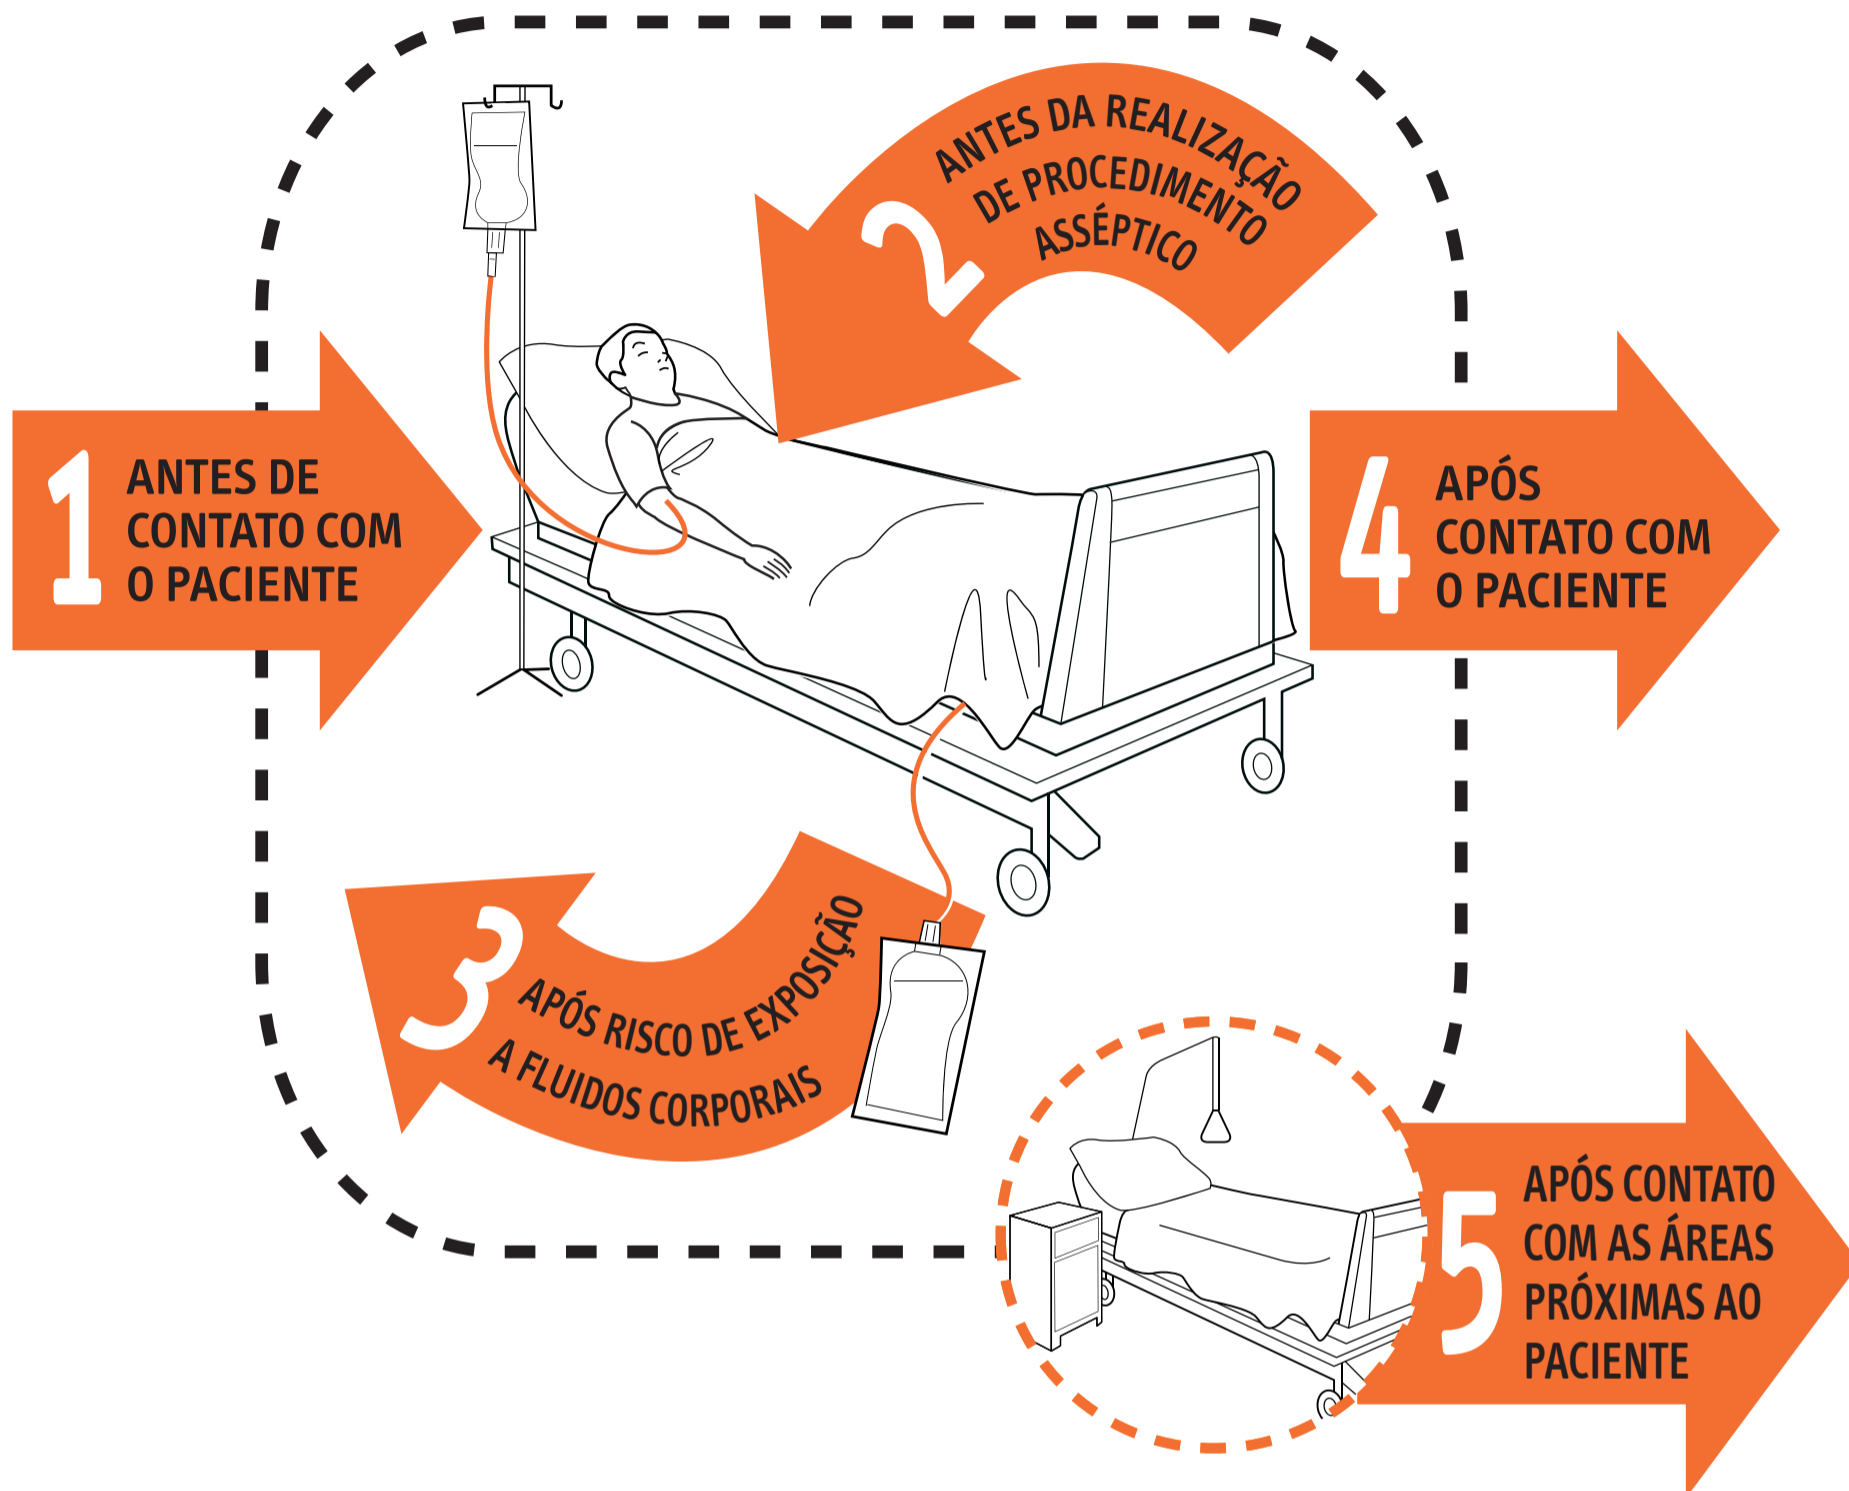 1
ANTES DE
CONTATO COM
O PACIENTE
2
ANTES DA REALIZAÇÃO
DE PROCEDIMENTO
ASSÉPTICO
3
APÓS RISCO DE EXPOSIÇÃO
A FLUIDOS CORPORAIS
4
APÓS
CONTATO COM
O PACIENTE
5
APÓS CONTATO
COM AS ÁREAS
PRÓXIMAS AO
PACIENTE